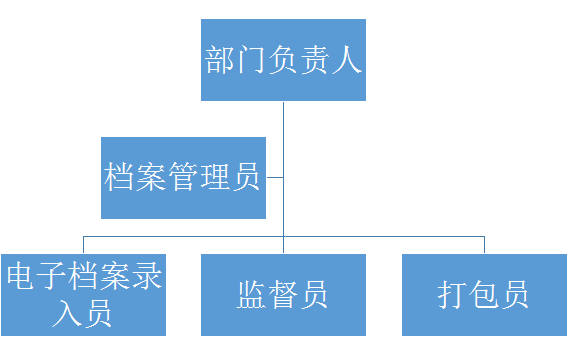 部门负责人
档案管理员
电子档案录
入员
监督员
打包员